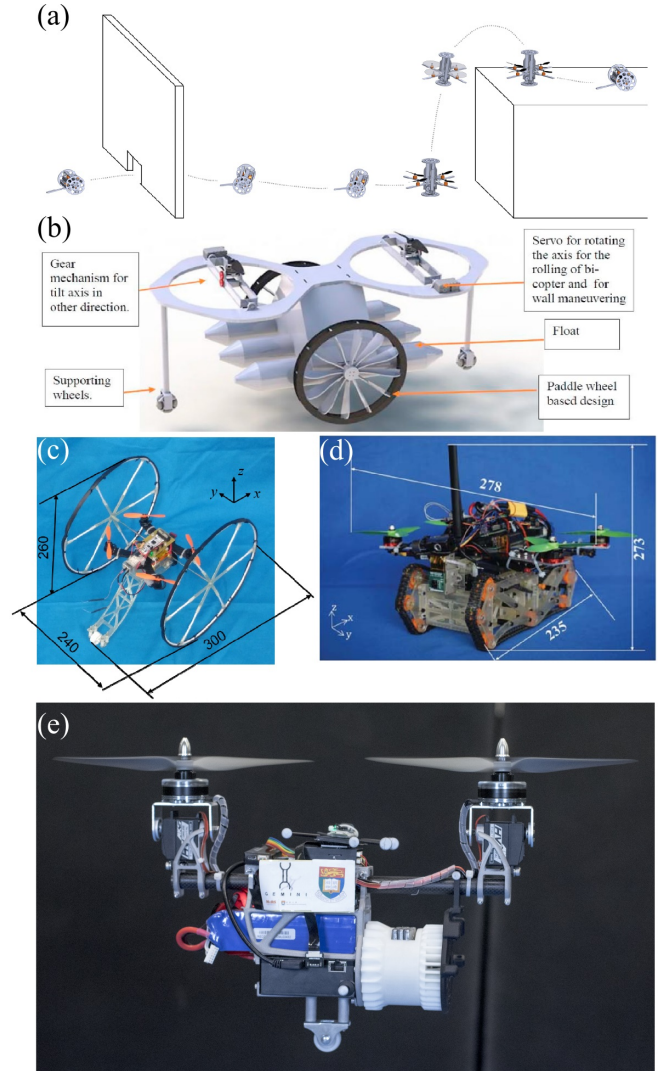 (a)
(b)
Gear
mechanism for
tilt axis in
other direction.
Servo for rotating
the axis for the
rolling of bi-
copter and for
wall maneuvering
Float
Supporting
wheels.
Paddle wheel
based design
(c)
z
y
x
260
240
300
(d)
278
273
z
x
y
235
(e)
GEMINI